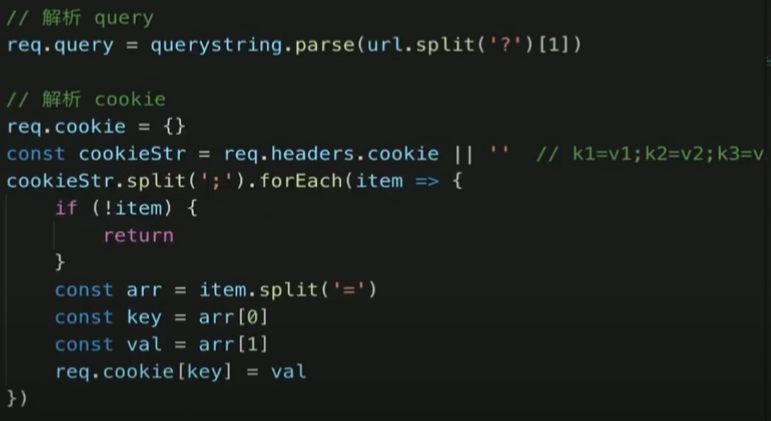 // 解析 query
req.query = querystring.parse(url.split('?')[1])
// 解析 cookie
req.cookie = {}
const cookieStr = req.headers.cookie || '' // k1=v1;k2=v2;k3=v
cookieStr.split(';').forEach(item => {
if (!item) {
return
}
const arr = item.split('=')
const key = arr[0]
const val = arr[1]
req.cookie[key] = val
})